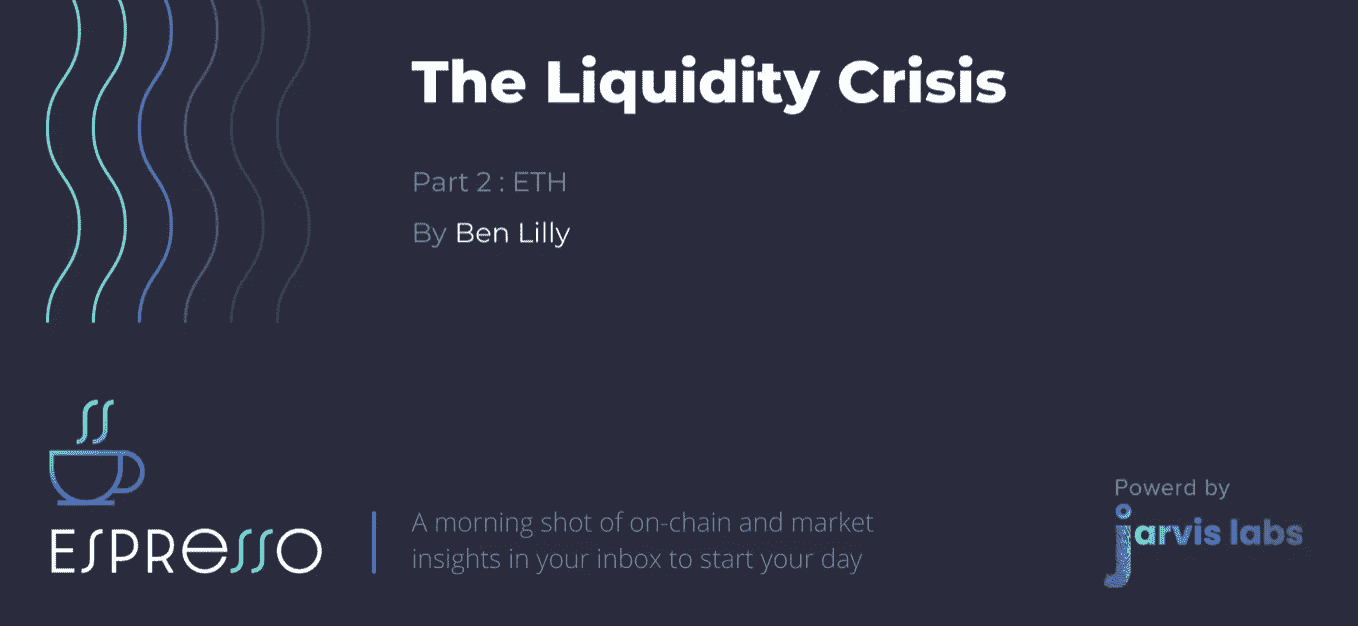 The Liquidity Crisis
Part 2 : ETH
By Ben Lilly
ESPRESSO
A morning shot of on-chain and market
insights in your inbox to start your day
Powerd by
jarvis labs